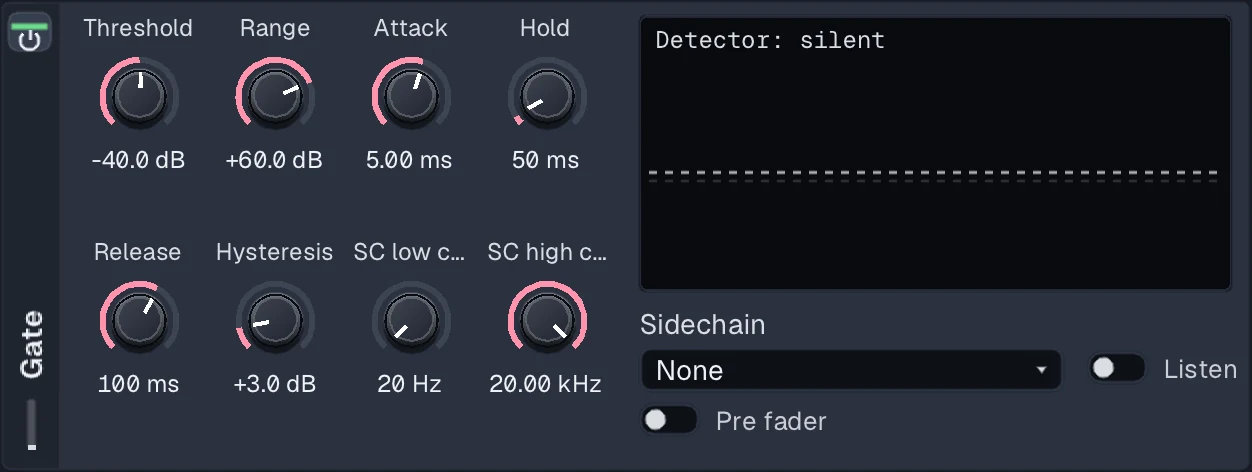 Threshold Range Attack Hold
-40.0 dB +60.0 dB 5.00 ms 50 ms
Release Hysteresis SC low c... SC high c...
100 ms +3.0 dB 20 Hz 20.00 kHz
Gate
Detector: silent
Sidechain
None Listen
Pre fader